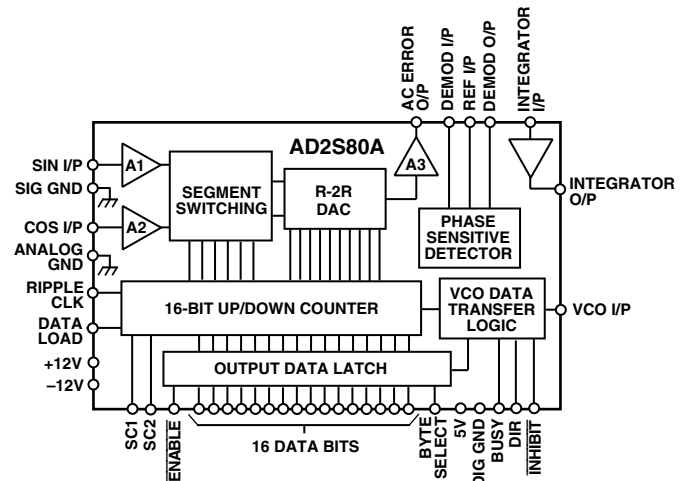 AC ERROR
O/P
DEMOD I/P
REF I/P
DEMOD O/P
INTEGRATOR
I/P
AD2S80A
SIN I/P
A1
SIG GND
SEGMENT
SWITCHING
R-2R
DAC
A3
INTEGRATOR
O/P
COS I/P
A2
PHASE
SENSITIVE
DETECTOR
ANALOG
GND
RIPPLE
CLK
16-BIT UP/DOWN COUNTER
VCO DATA
TRANSFER
LOGIC
VCO I/P
DATA
LOAD
+12V
–12V
OUTPUT DATA LATCH
SC1
SC2
ENABLE
16 DATA BITS
BYTE
SELECT
5V
DIG GND
BUSY
DIR
INHIBIT